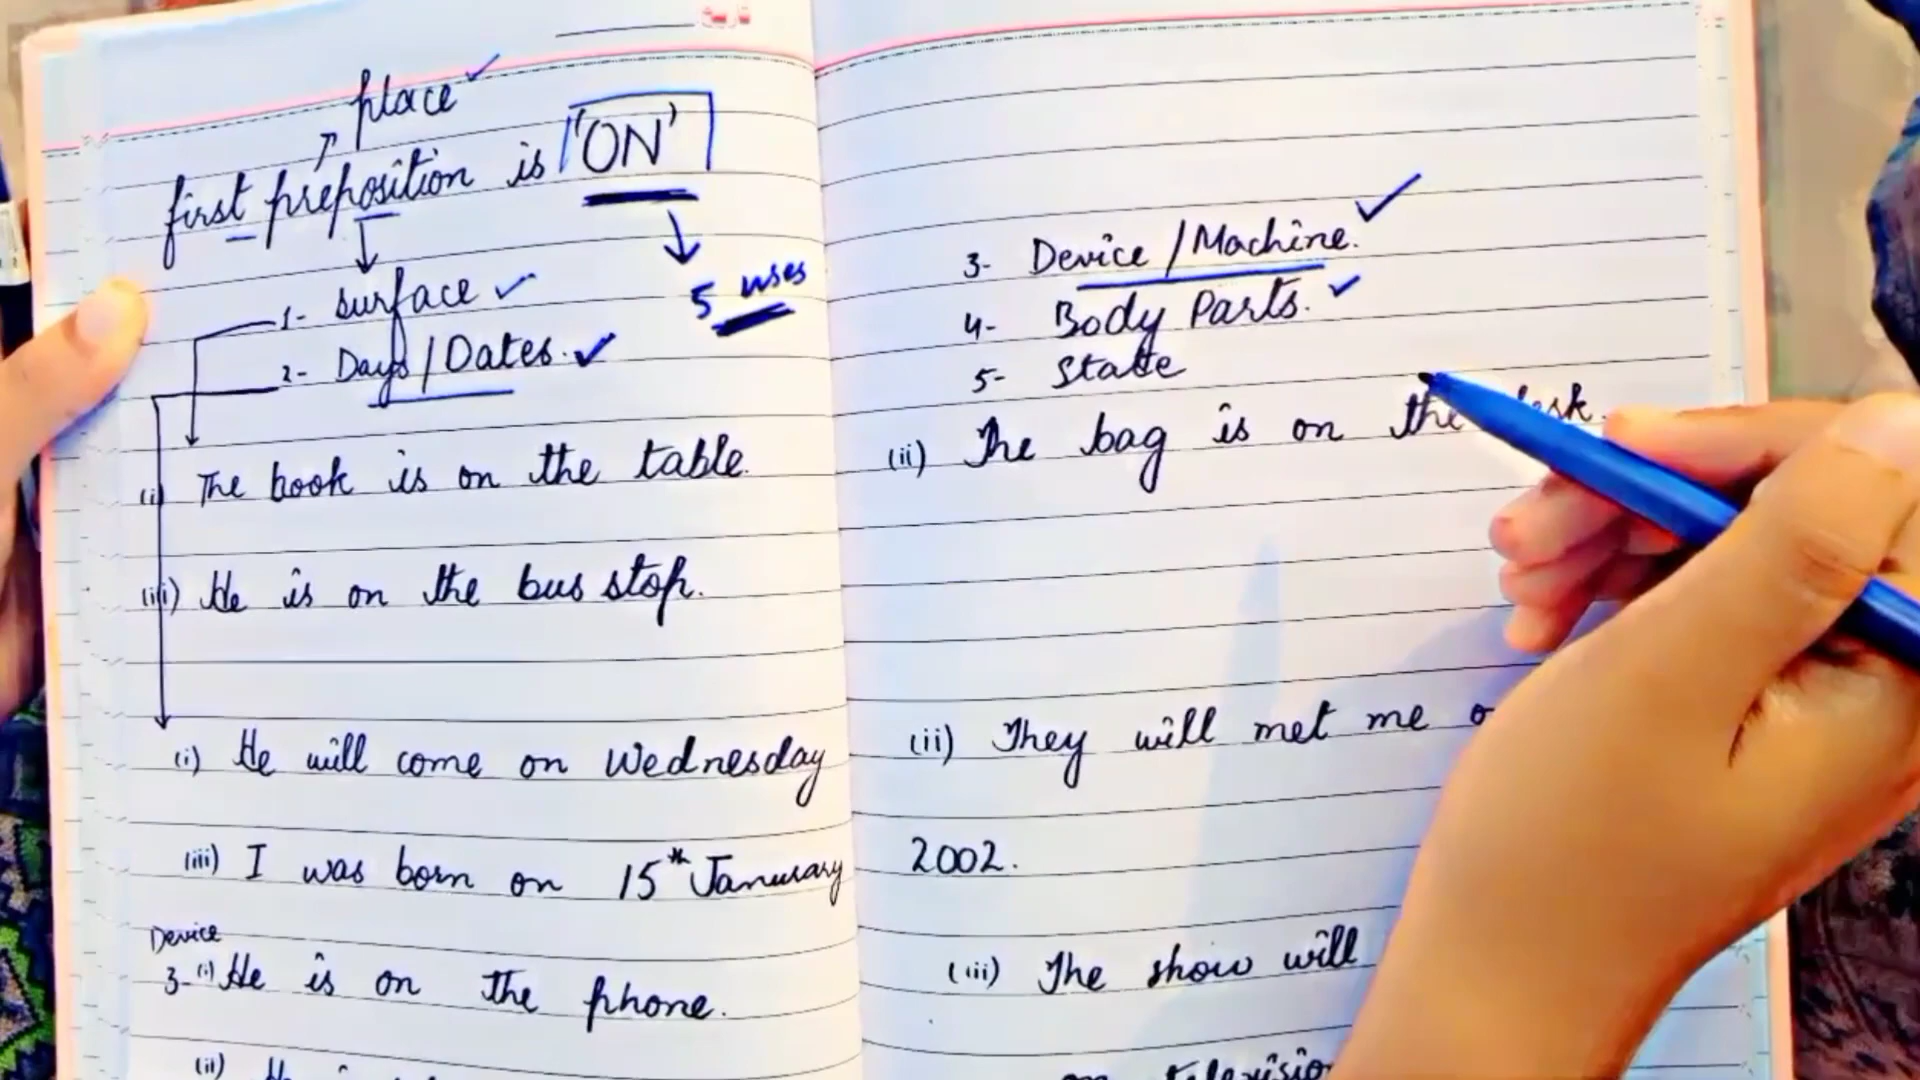 place
first preposition is 'ON'
5 uses
1- surface
2- Days / Dates.
(i) The book is on the table.
(iii) He is on the bus stop.
(i) He will come on Wednesday
(iii) I was born on 15th Januray
Device
3- (i) He is on the phone.
(ii)
3- Device / Machine.
4- Body Parts.
5- State
(ii) The bag is on the
(ii) They will met me
2002.
(iii) The show will
on